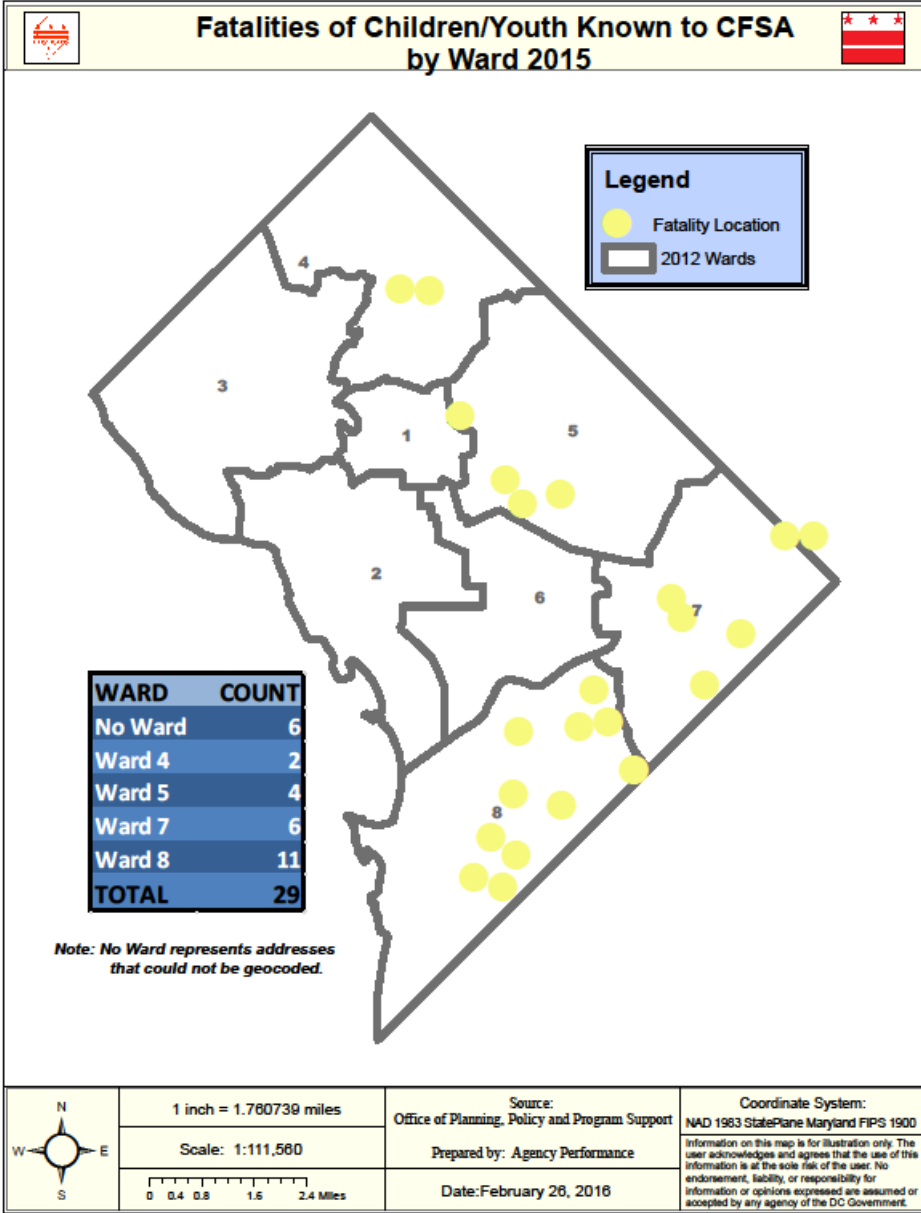 Fatalities of Children/Youth Known to CFSA
by Ward 2015
Legend
Fatality Location
2012 Wards
4
3
1
5
2
6
7
8
WARD COUNT
No Ward 6
Ward 4 2
Ward 5 4
Ward 7 6
Ward 8 11
TOTAL 29
Note: No Ward represents addresses
that could not be geocoded.
N
W E
S
1 inch = 1.760739 miles
Scale: 1:111,560
0 0.4 0.8 1.6 2.4 Miles
Source:
Office of Planning, Policy and Program Support
Prepared by: Agency Performance
Date:February 26, 2016
Coordinate System:
NAD 1983 StatePlane Maryland FIPS 1900
Information on this map is for illustration only. The
user acknowledges and agrees that the use of this
information is at the sole risk of the user. No
endorsement, liability, or responsibility for
information or opinions expressed are assumed or
accepted by any agency of the DC Government.